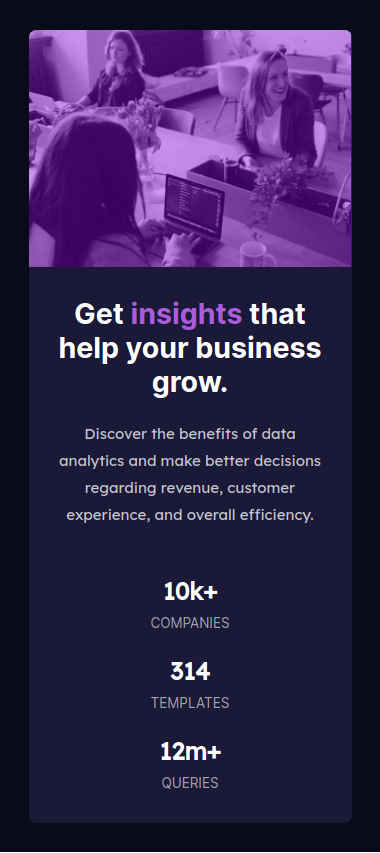 Get insights that
help your business
grow.
Discover the benefits of data
analytics and make better decisions
regarding revenue, customer
experience, and overall efficiency.
10k+
COMPANIES
314
TEMPLATES
12m+
QUERIES